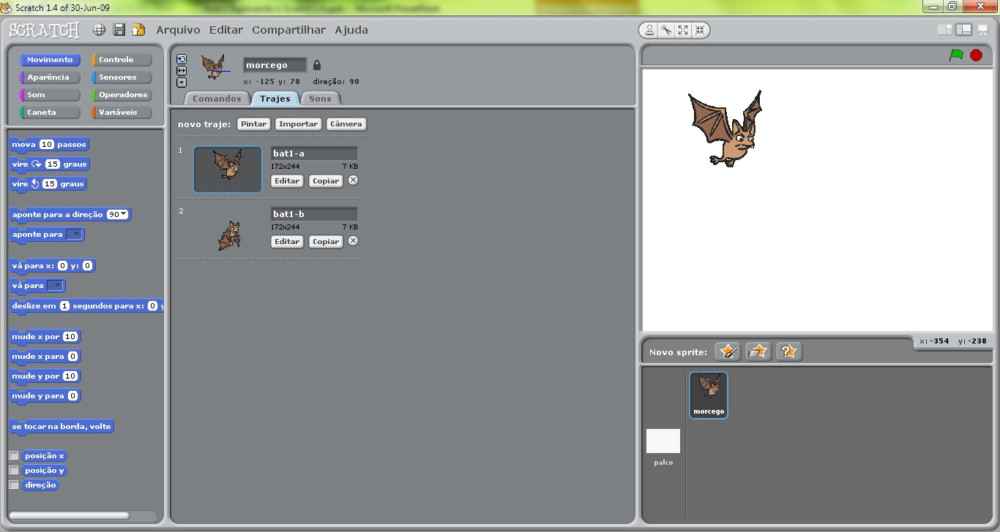 Scratch 1.4 of 30-Jun-09
SCRATCH Arquivo Editar Compartilhar Ajuda
Movimento Controle
Aparência Sensores
Som Operadores
Caneta Variáveis
mova 10 passos
vire 15 graus
vire 15 graus
aponte para a direção 90
aponte para
vá para x: 0 y: 0
vá para
deslize em 1 segundos para x: 0 y
mude x por 10
mude x para 0
mude y por 10
mude y para 0
se tocar na borda, volte
posição x
posição y
direção
morcego
x: -125 y: 78 direção: 90
Comandos Trajes Sons
novo traje: Pintar Importar Câmera
1 bat1-a
172x244 7 KB
Editar Copiar
2 bat1-b
172x244 7 KB
Editar Copiar
x: -354 y: -238
Novo sprite:
morcego
palco